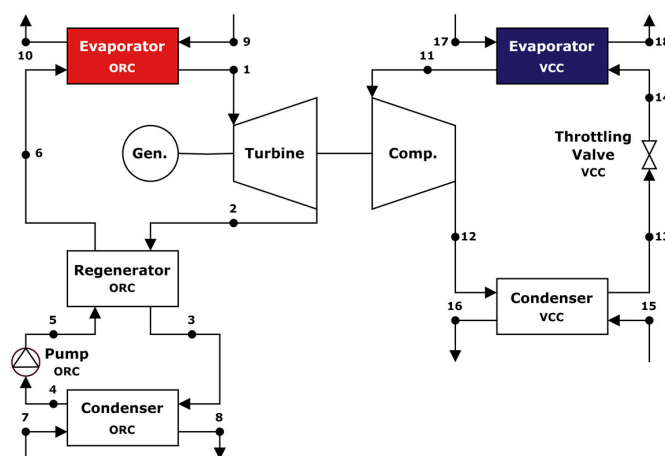 10
Evaporator
ORC
9
1
17
Evaporator
VCC
18
11
14
6
Gen.
Turbine
Comp.
Throttling
Valve
VCC
2
12
13
Regenerator
ORC
Condenser
VCC
16
15
5
3
Pump
ORC
4
Condenser
ORC
7
8